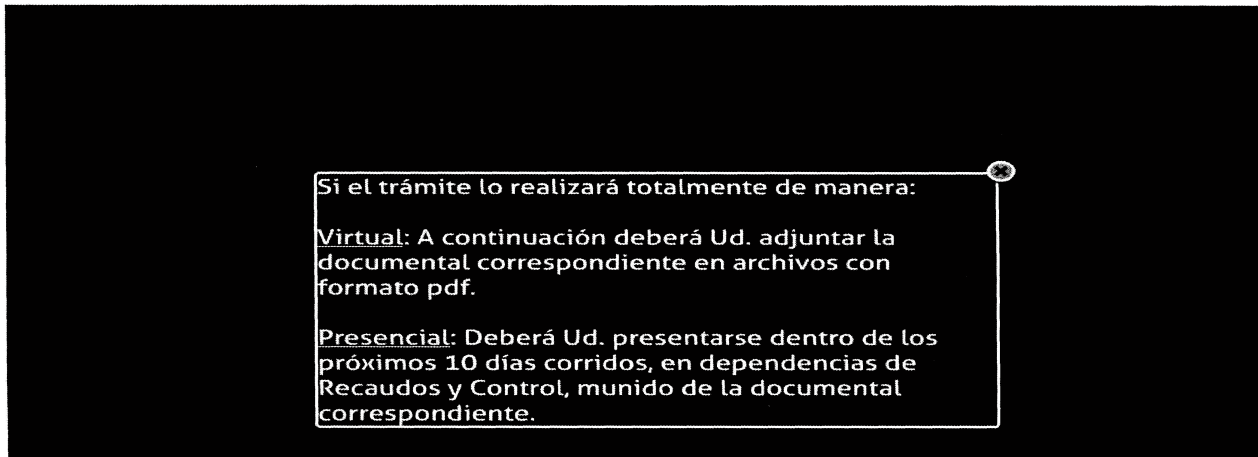 Si el trámite lo realizará totalmente de manera:
Virtual: A continuación deberá Ud. adjuntar la
documental correspondiente en archivos con
formato pdf.
Presencial: Deberá Ud. presentarse dentro de los
próximos 10 días corridos, en dependencias de
Recaudos y Control, munido de la documental
correspondiente.